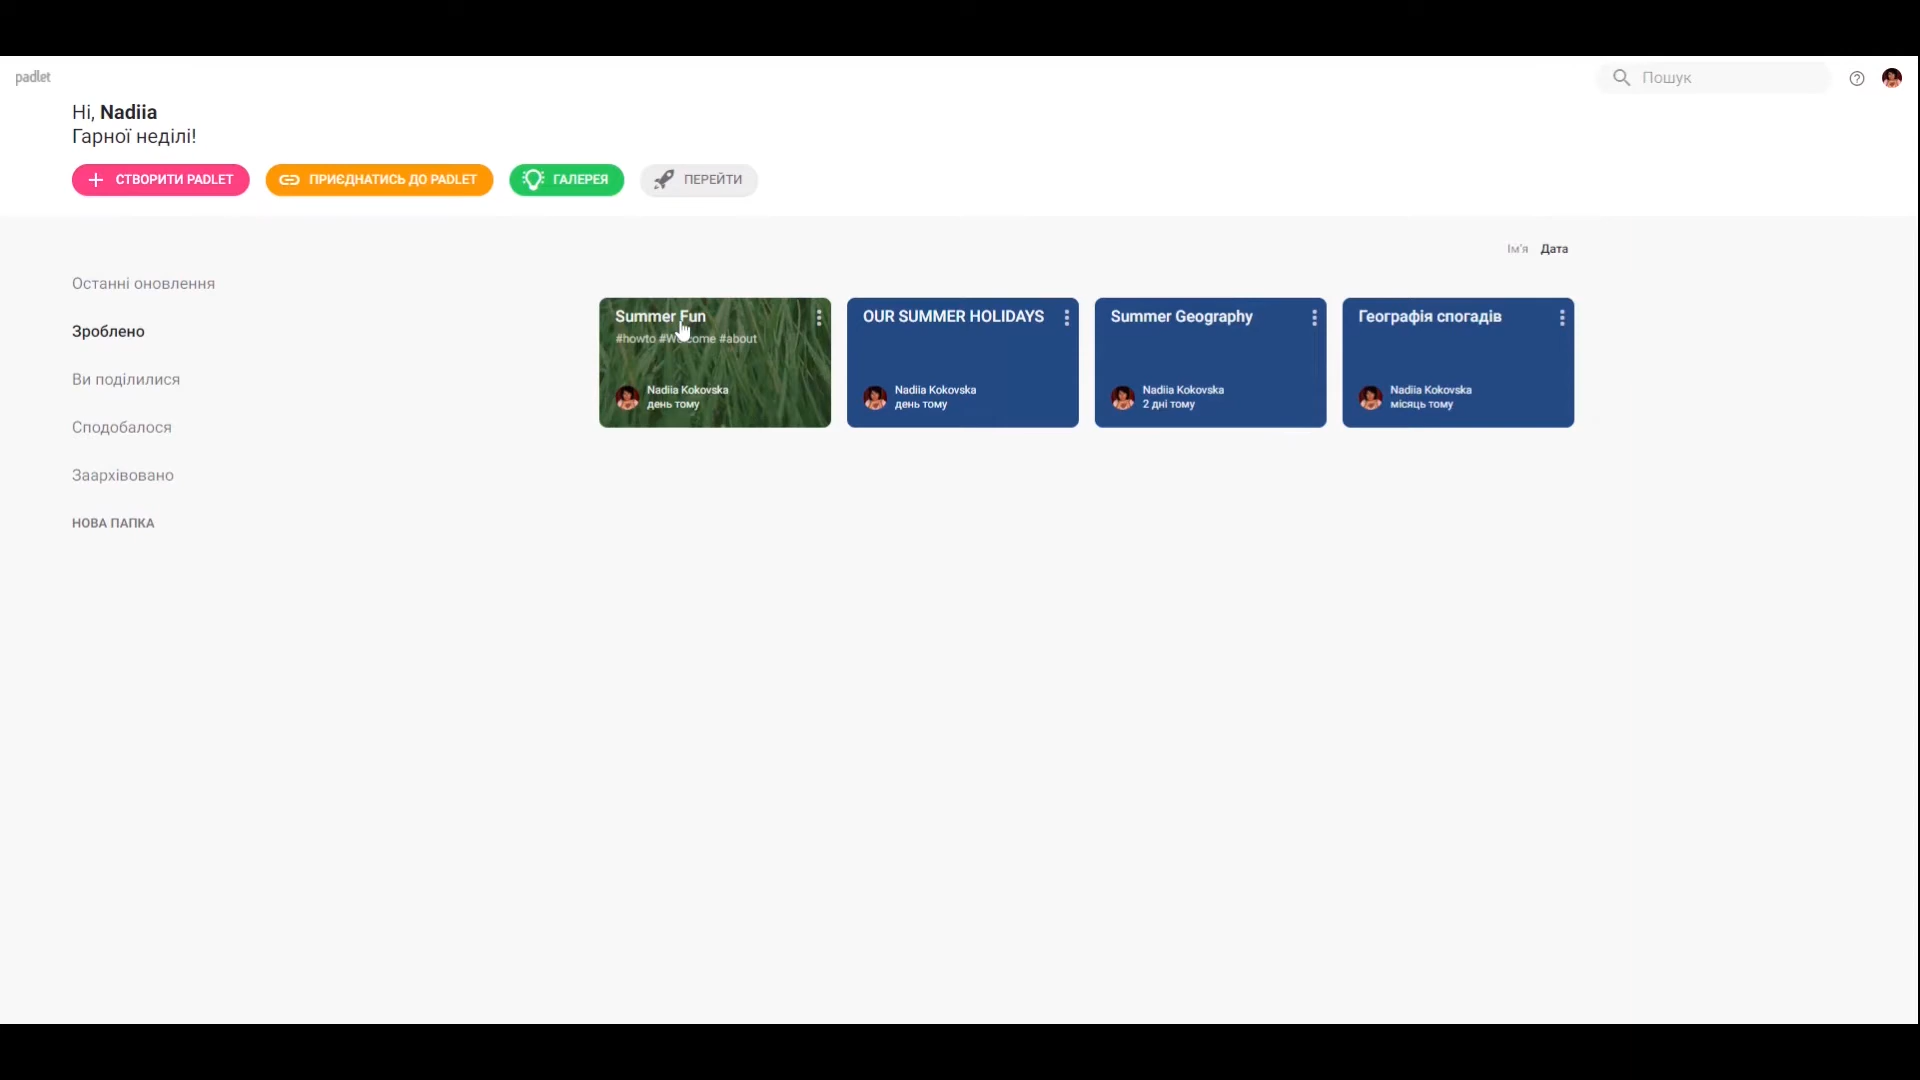 padlet
Пошук
Hi, Nadiia
Гарної неділі!
СТВОРИТИ PADLET
ПРИЄДНАТИСЬ ДО PADLET
ГАЛЕРЕЯ
ПЕРЕЙТИ
Ім'я Дата
Останні оновлення
Зроблено
Ви поділилися
Сподобалося
Заархівовано
НОВА ПАПКА
Summer Fun
#howto #Welcome #about
Nadiia Kokovska
день тому
OUR SUMMER HOLIDAYS
Nadiia Kokovska
день тому
Summer Geography
Nadiia Kokovska
2 дні тому
Географія спогадів
Nadiia Kokovska
місяць тому